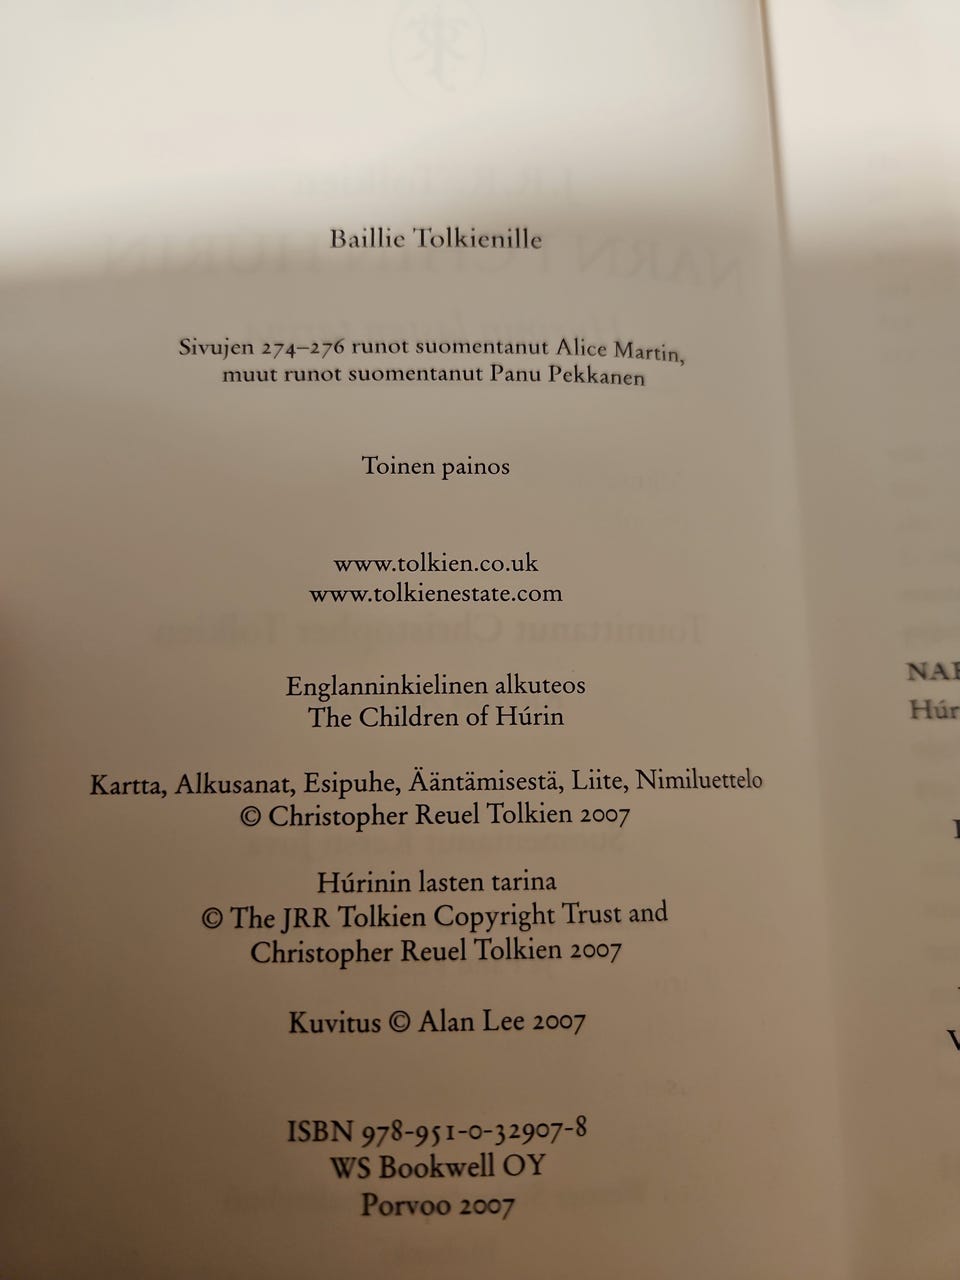 Baillie Tolkienille
Sivujen 274–276 runot suomentanut Alice Martin,
muut runot suomentanut Panu Pekkanen
Toinen painos
www.tolkien.co.uk
www.tolkienestate.com
Englanninkielinen alkuteos
The Children of Húrin
Kartta, Alkusanat, Esipuhe, Ääntämisestä, Liite, Nimiluettelo
© Christopher Reuel Tolkien 2007
Húrinin lasten tarina
© The JRR Tolkien Copyright Trust and
Christopher Reuel Tolkien 2007
Kuvitus © Alan Lee 2007
ISBN 978-951-0-32907-8
WS Bookwell OY
Porvoo 2007